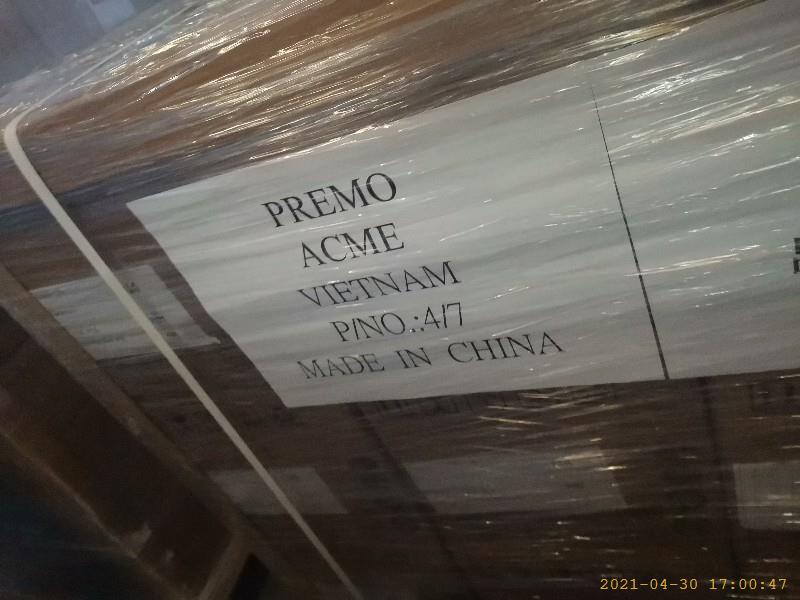 PREMO
ACME
VIETNAM
P/NO.:4/7
MADE IN CHINA
2021-04-30 17:00:47